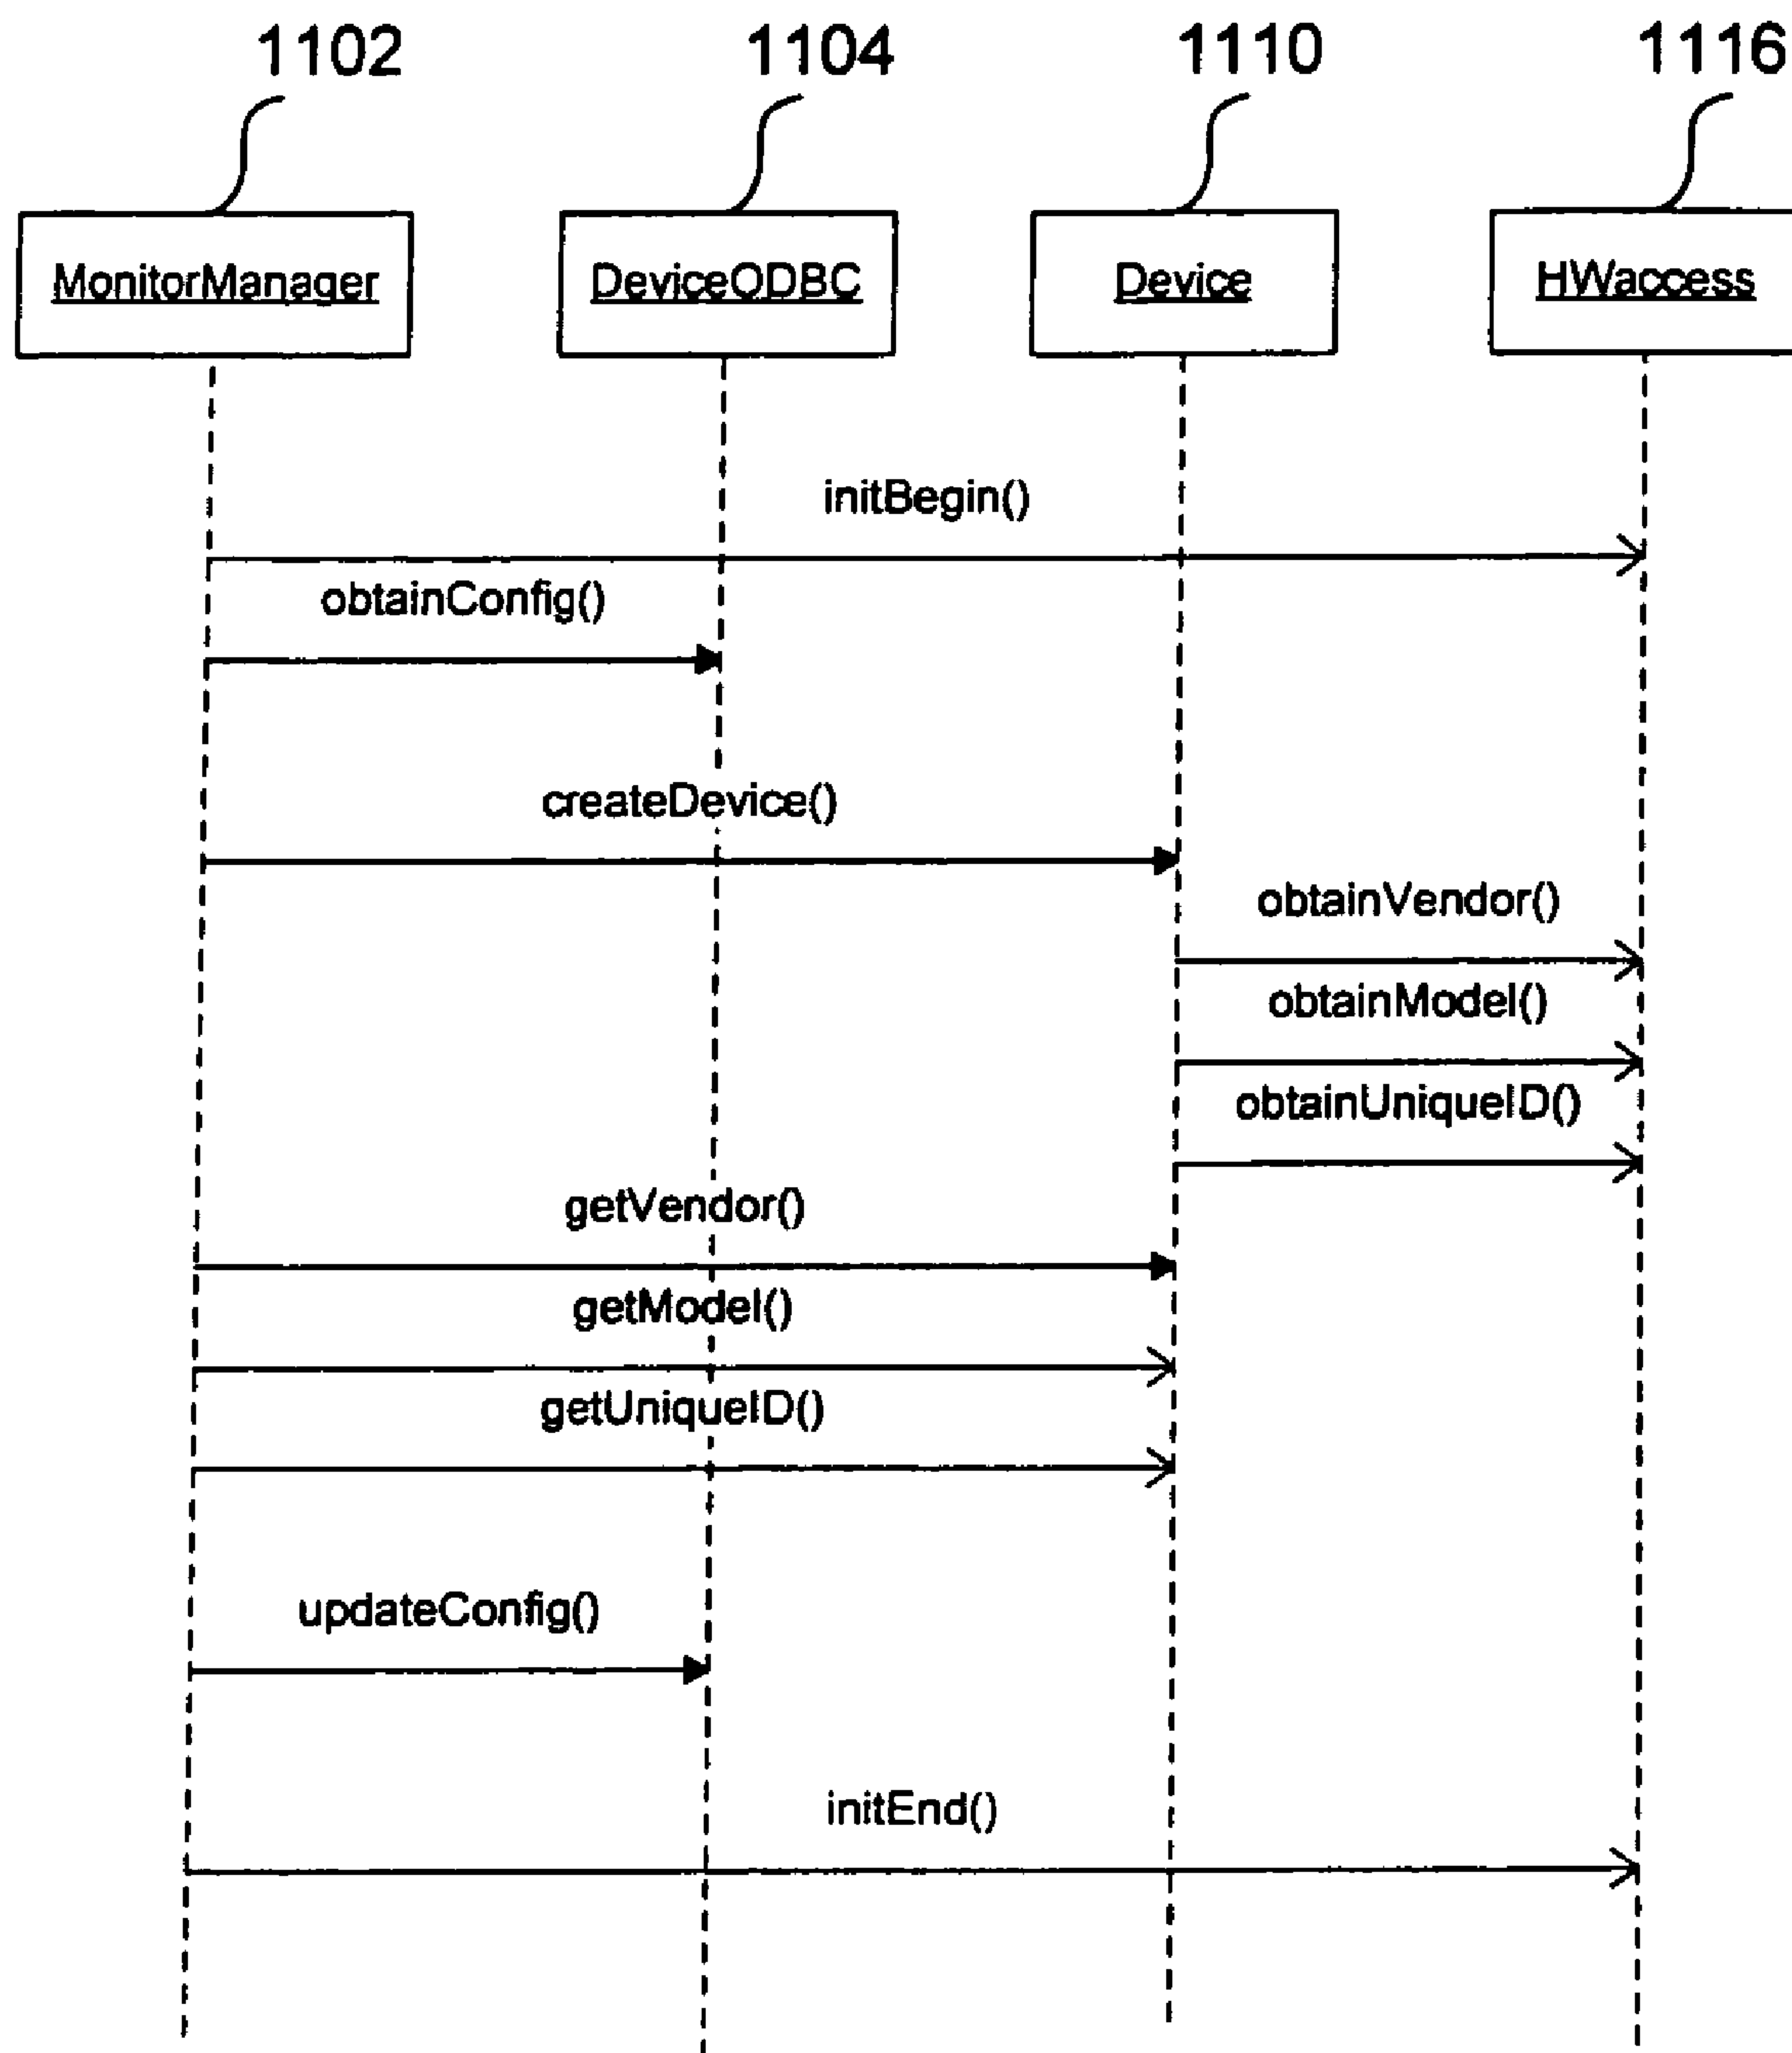 1102 1104 1110 1116
MonitorManager DeviceODBC Device HWaccess
initBegin()
obtainConfig()
createDevice()
obtainVendor()
obtainModel()
obtainUniqueID()
getVendor()
getModel()
getUniqueID()
updateConfig()
initEnd()